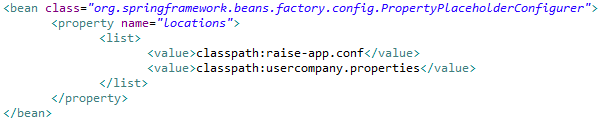 <bean class="org.springframework.beans.factory.config.PropertyPlaceholderConfigurer">
<property name="locations">
<list>
<value>classpath:raise-app.conf</value>
<value>classpath:usercompany.properties</value>
</list>
</property>
</bean>